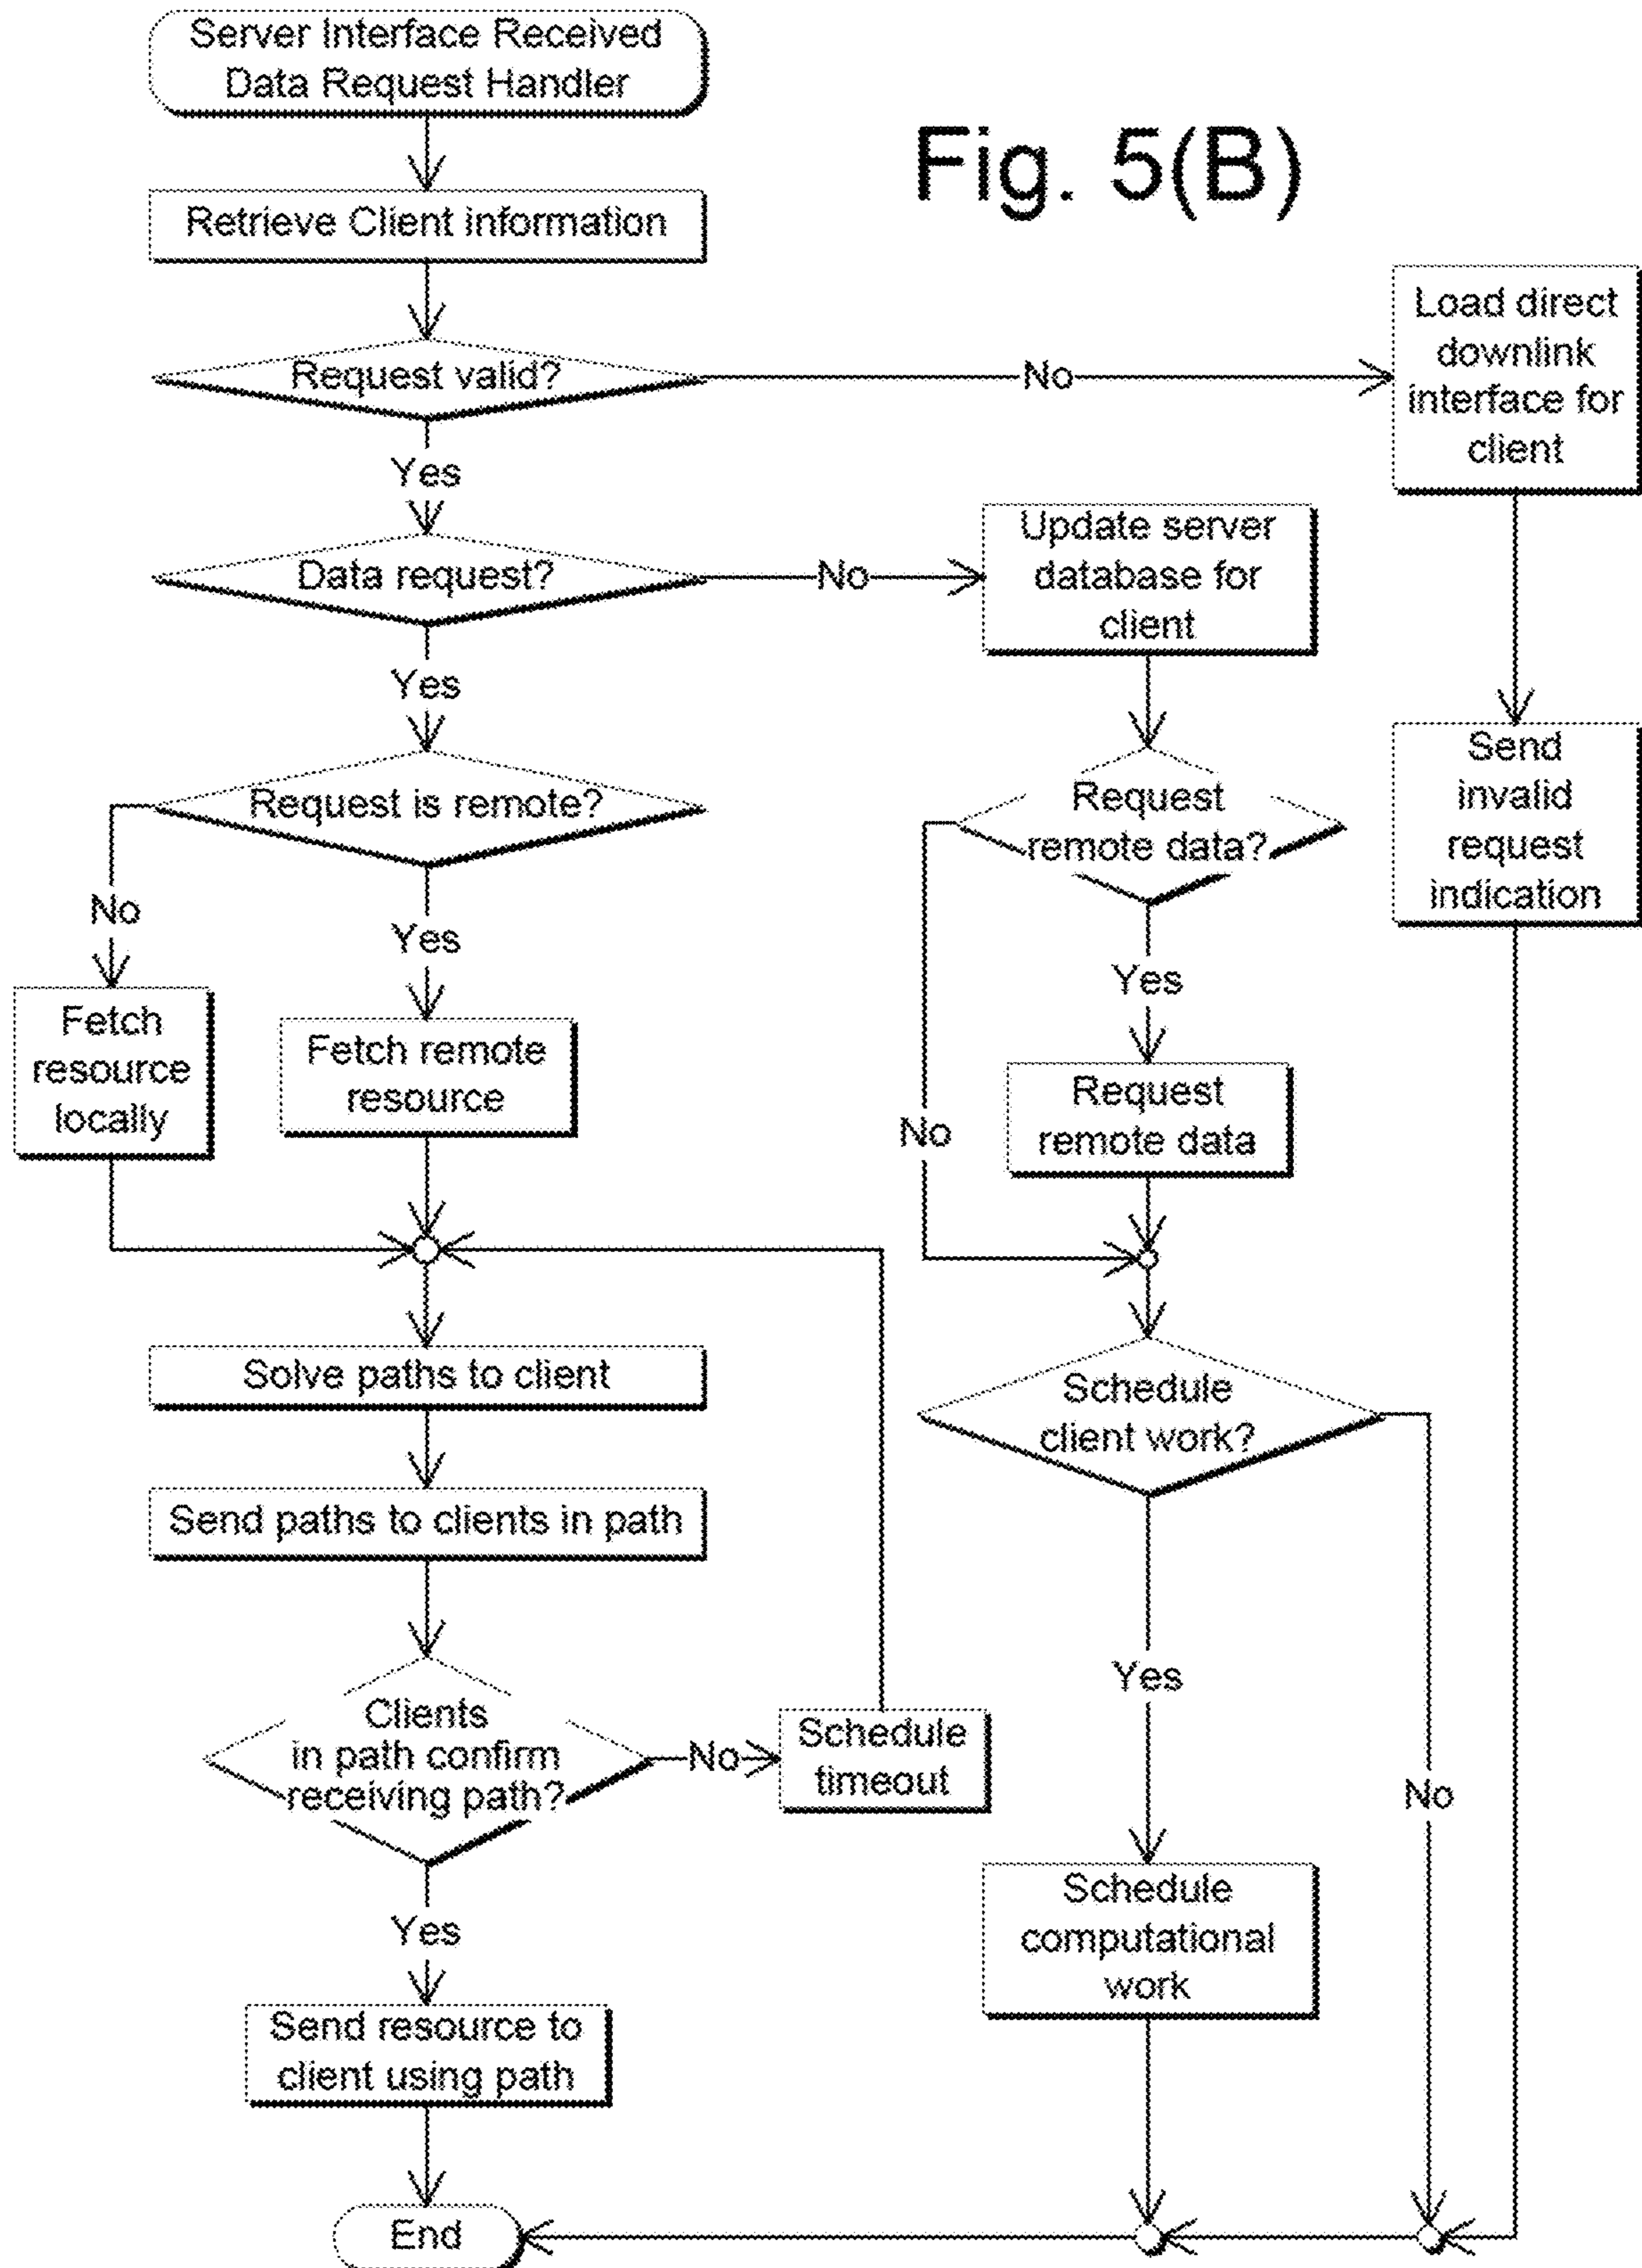 Server Interface Received
Data Request Handler
Fig. 5(B)
Retrieve Client information
Load direct
downlink
interface for
client
Request valid?
No
Yes
Update server
database for
client
Data request?
No
Yes
Send
invalid
request
indication
Request is remote?
Request
remote data?
No
Yes
Yes
Fetch
resource
locally
Fetch remote
resource
Request
remote data
No
Solve paths to client
Schedule
client work?
Send paths to clients in path
Yes
Clients
in path confirm
receiving path?
No
Schedule
timeout
No
Yes
Schedule
computational
work
Send resource to
client using path
End